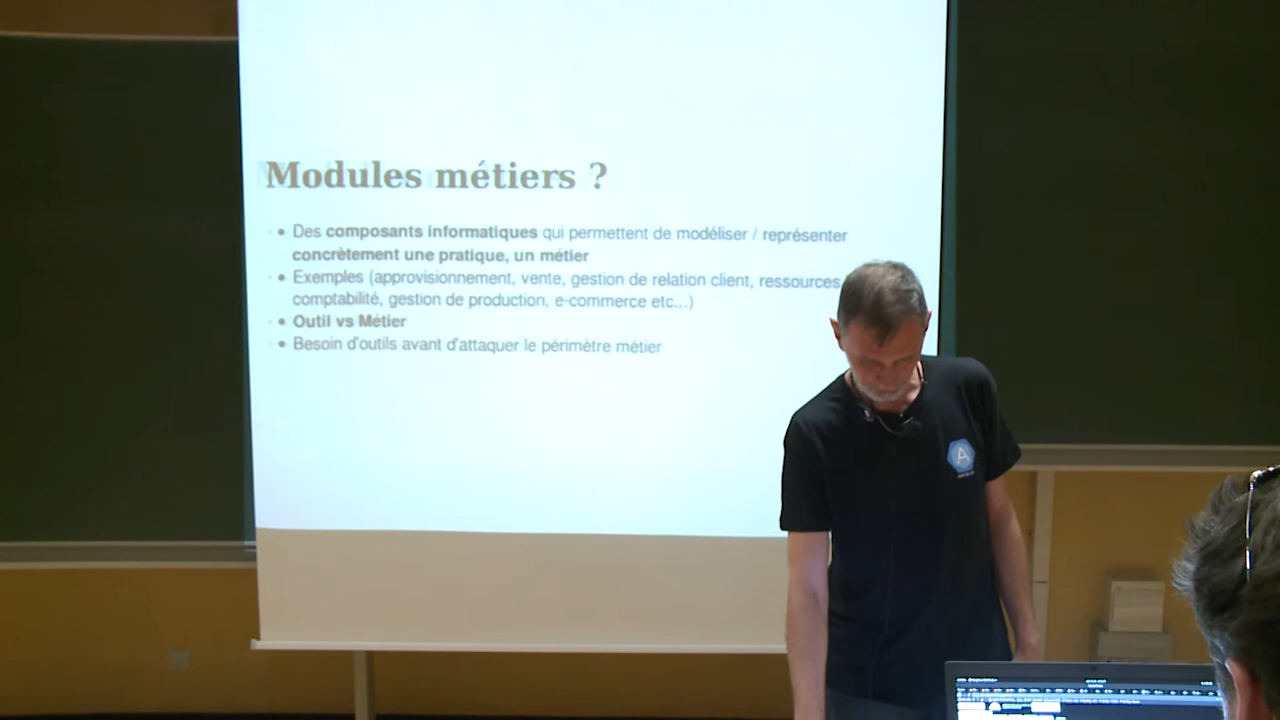 Modules métiers ?
• Des composants informatiques qui permettent de modéliser / représenter
concrètement une pratique, un métier
• Exemples (approvisionnement, vente, gestion de relation client, ressources
comptabilité, gestion de production, e-commerce etc...)
• Outil vs Métier
• Besoin d'outils avant d'attaquer le périmètre métier
A